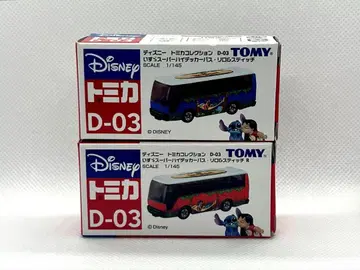 Disney
トミカ
D-03
ディズニー トミカコレクション D-03
いすゞスーパーハイデッカーバス・リロ&スティッチ
SCALE 1/145
TOMY
© DISNEY
Disney
トミカ
D-03
ディズニー トミカコレクション D-03
いすゞスーパーハイデッカーバス・リロ&スティッチ R
SCALE 1/145
TOMY
© Disney